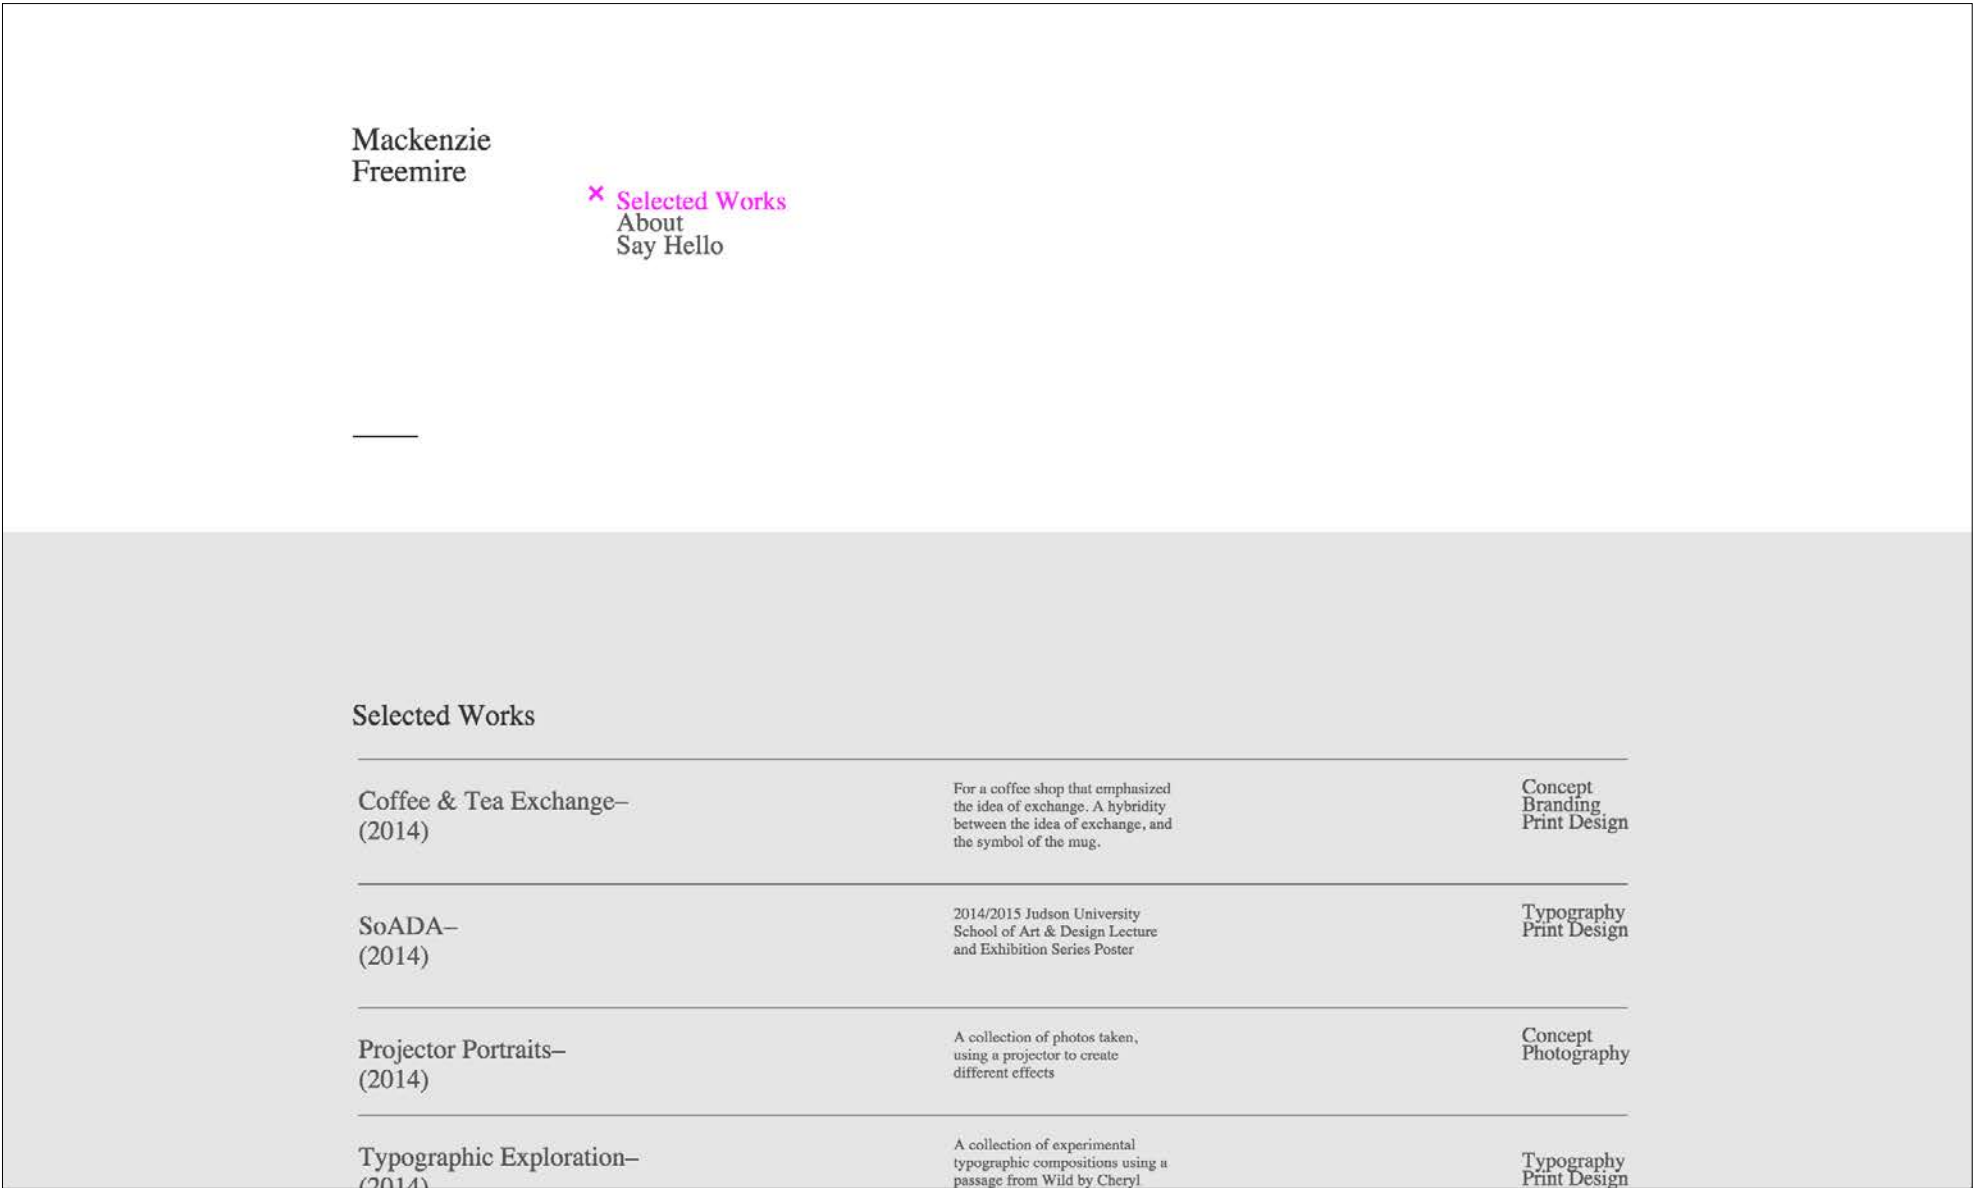 Mackenzie
Freemire
× Selected Works
About
Say Hello
Selected Works
Coffee & Tea Exchange–
(2014)
For a coffee shop that emphasized
the idea of exchange. A hybridity
between the idea of exchange, and
the symbol of the mug.
Concept
Branding
Print Design
SoADA–
(2014)
2014/2015 Judson University
School of Art & Design Lecture
and Exhibition Series Poster
Typography
Print Design
Projector Portraits–
(2014)
A collection of photos taken,
using a projector to create
different effects
Concept
Photography
Typographic Exploration–
(2014)
A collection of experimental
typographic compositions using a
passage from Wild by Cheryl
Typography
Print Design